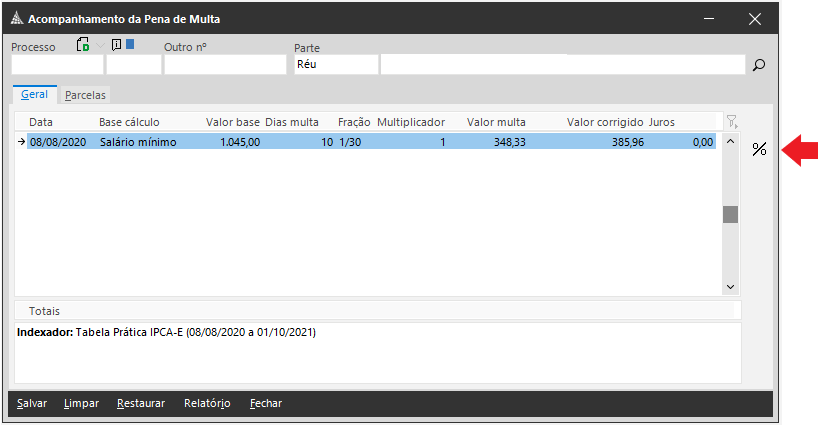 Acompanhamento da Pena de Multa
Processo Outro nº Parte
Réu
Geral Parcelas
Data Base cálculo Valor base Dias multa Fração Multiplicador Valor multa Valor corrigido Juros
08/08/2020 Salário mínimo 1.045,00 10 1/30 1 348,33 385,96 0,00
%
Totais
Indexador: Tabela Prática IPCA-E (08/08/2020 a 01/10/2021)
Salvar Limpar Restaurar Relatório Fechar